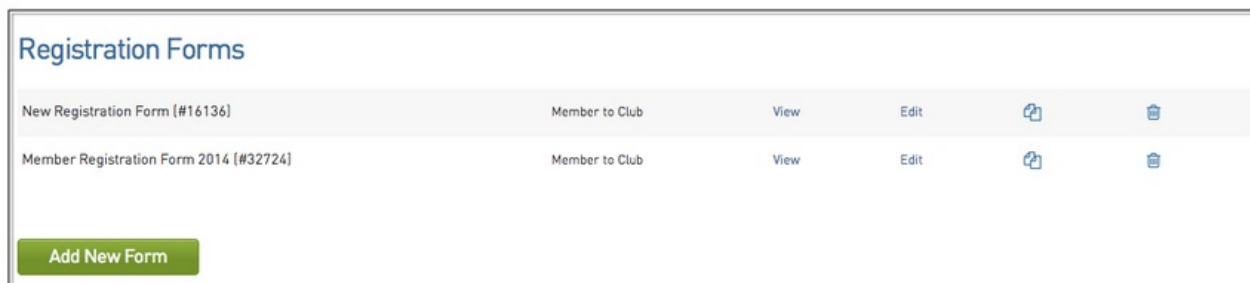 Registration Forms
New Registration Form (#16136) Member to Club View Edit
Member Registration Form 2014 (#32724) Member to Club View Edit
Add New Form